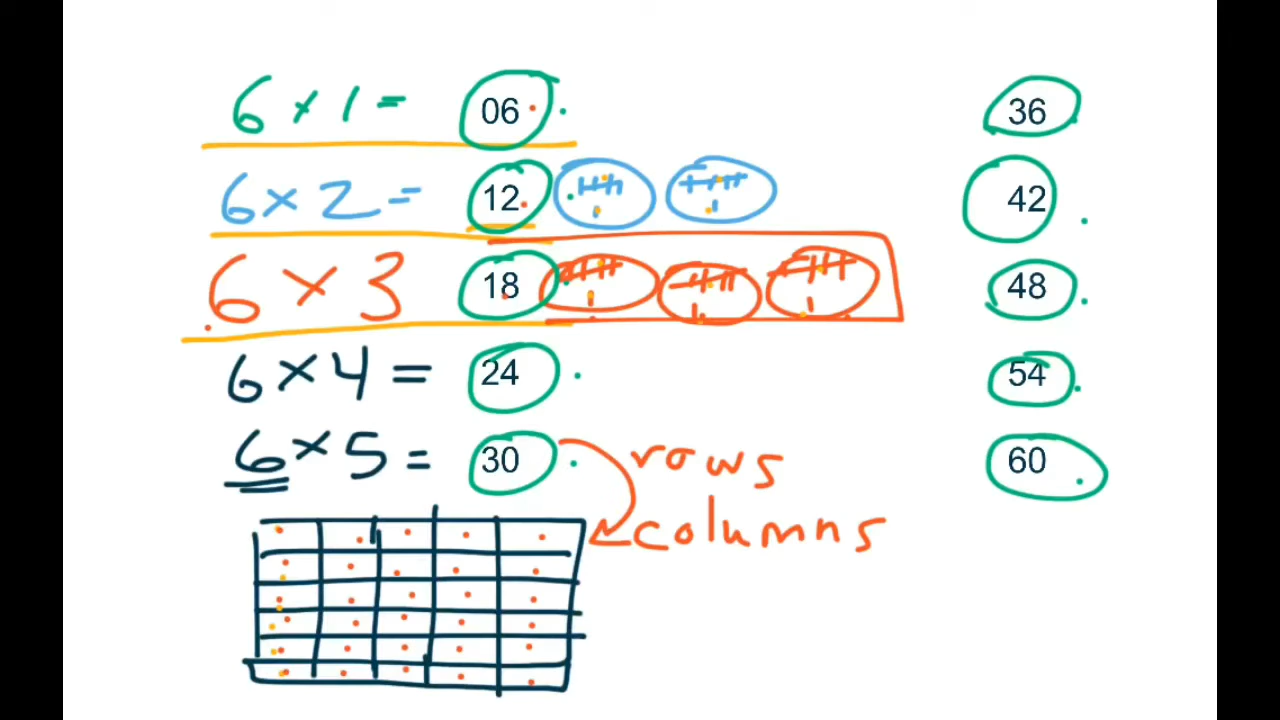 6 × 1 = 06 36
6 × 2 = 12 42
6 × 3 18 48
6 × 4 = 24 54
6 × 5 = 30 60
rows
columns